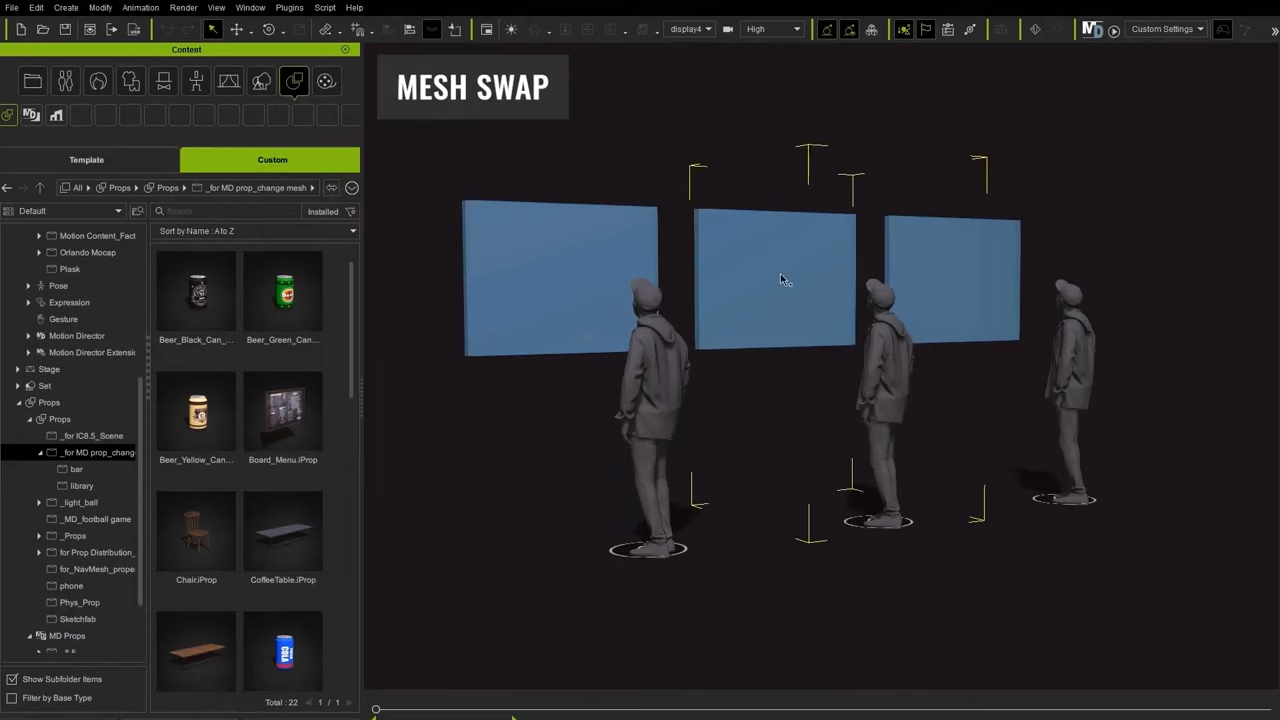 File Edit Create Modify Animation Render View Window Plugins Script Help
display4 High Custom Settings
Content
MESH SWAP
Template Custom
All Props Props _for MD prop_change mesh
Default Search Installed
Sort by Name : A to Z
Motion Content_Fact
Orlando Mocap
Plask
Pose
Expression
Gesture
Motion Director
Motion Director Extensic
Stage
Set
Props
Props
_for IC8.5_Scene
_for MD prop_chang
bar
library
_light_ball
_MD_football game
_Props
for Prop Distribution_
for_NavMesh_prope
phone
Phys_Prop
Sketchfab
MD Props
Beer_Black_Can_... Beer_Green_Can...
Beer_Yellow_Can... Board_Menu.iProp
Chair.iProp CoffeeTable.iProp
COLA
Show Subfolder Items
Filter by Base Type
Total : 22 1 / 1